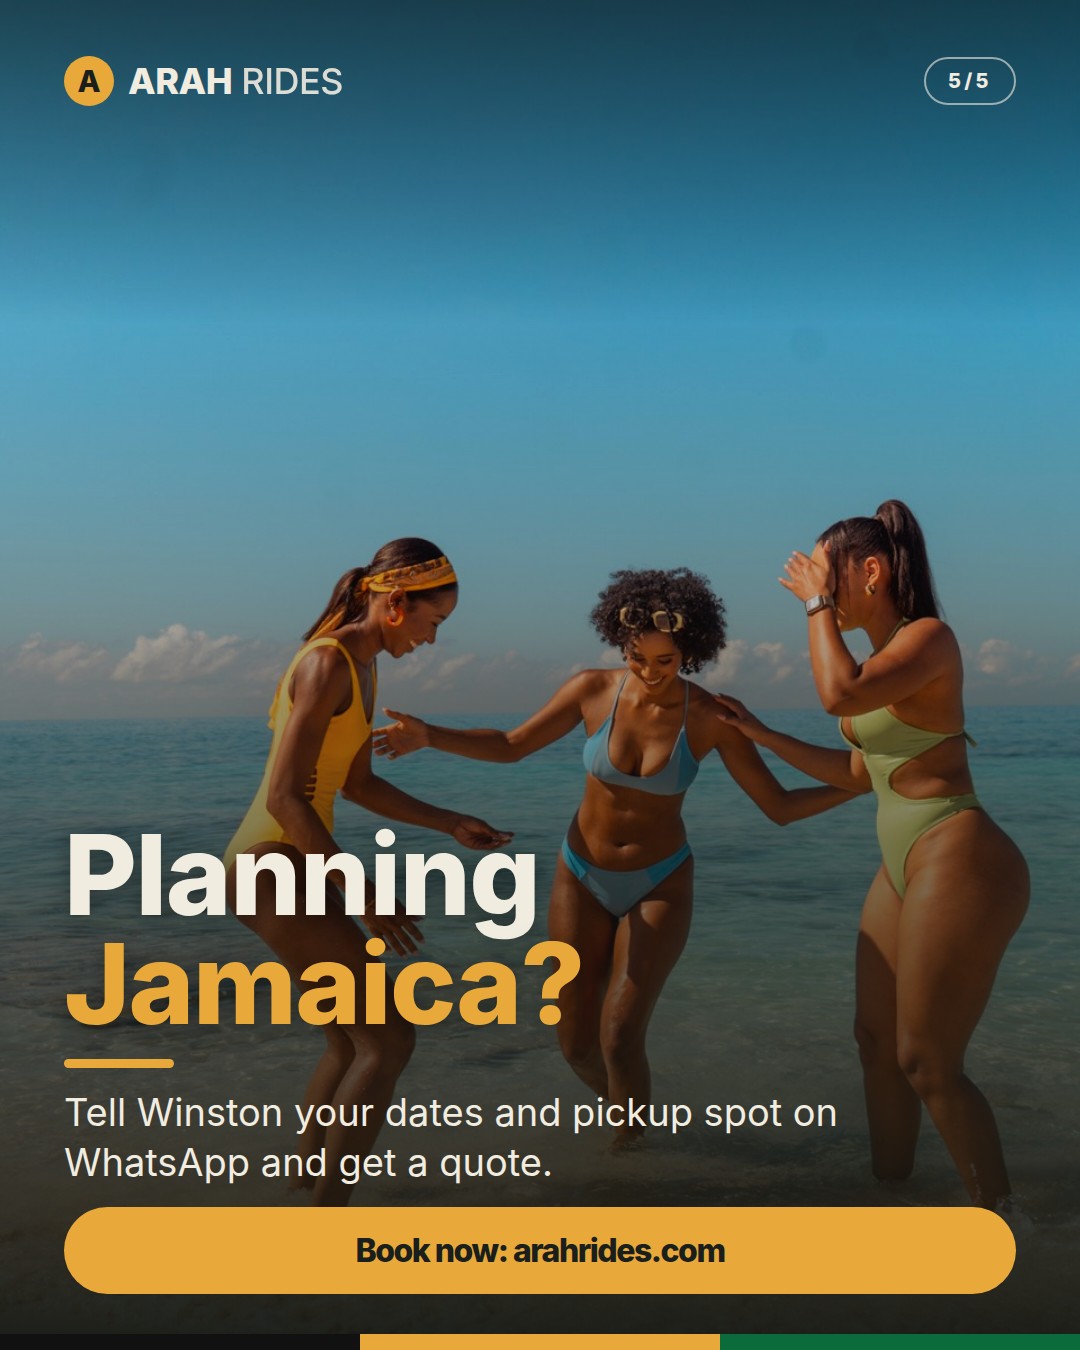 A ARAH RIDES
5/5
Planning
Jamaica?
Tell Winston your dates and pickup spot on
WhatsApp and get a quote.
Book now: arahrides.com